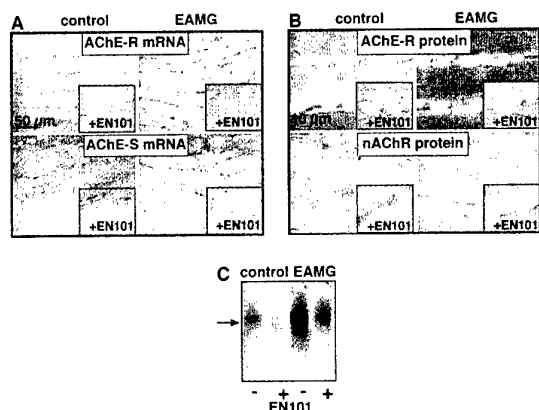 A control EAMG
AChE-R mRNA
+EN101 +EN101
50 µm
AChE-S mRNA
+EN101 +EN101
B control EAMG
AChE-R protein
+EN101 +EN101
nAChR protein
+EN101 +EN101
C control EAMG
- + - +
EN101